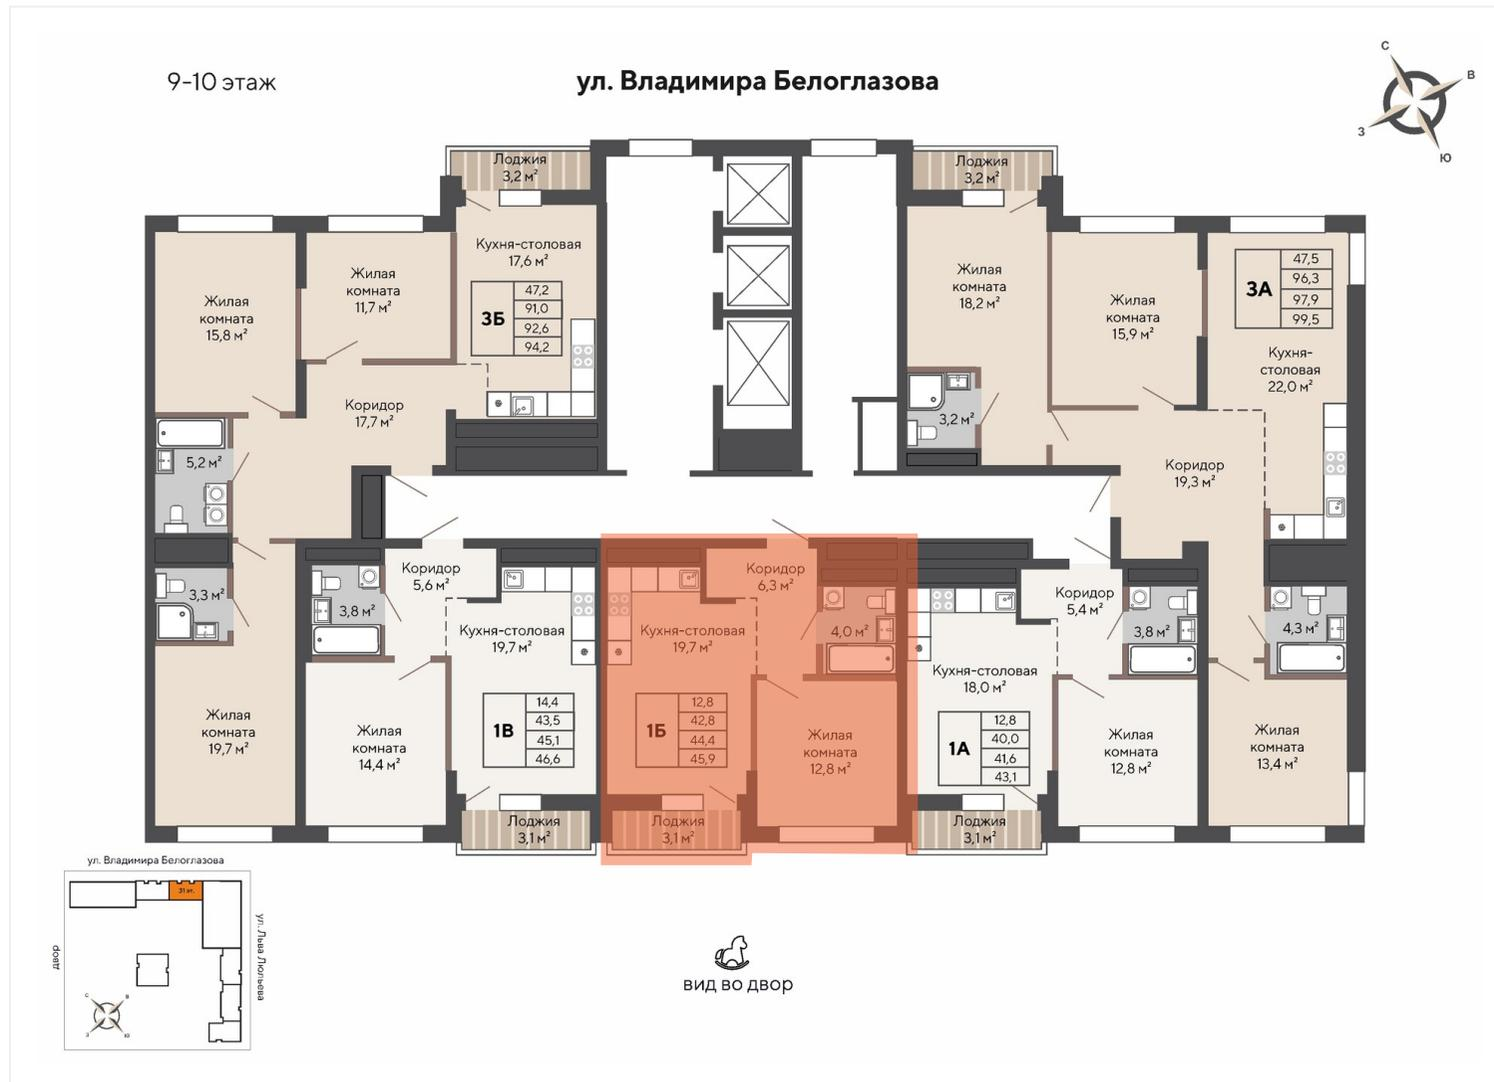 9-10 этаж
ул. Владимира Белоглазова
С
В
З
Ю
Лоджия
3,2 м²
Лоджия
3,2 м²
Жилая
комната
15,8 м²
Жилая
комната
11,7 м²
Кухня-столовая
17,6 м²
3Б
47,2
91,0
92,6
94,2
Коридор
17,7 м²
5,2 м²
3,3 м²
Жилая
комната
19,7 м²
Жилая
комната
18,2 м²
3,2 м²
Жилая
комната
15,9 м²
3А
47,5
96,3
97,9
99,5
Кухня-
столовая
22,0 м²
Коридор
19,3 м²
4,3 м²
Жилая
комната
13,4 м²
Коридор
5,6 м²
3,8 м²
Кухня-столовая
19,7 м²
1В
14,4
43,5
45,1
46,6
Жилая
комната
14,4 м²
Лоджия
3,1 м²
Коридор
6,3 м²
4,0 м²
Кухня-столовая
19,7 м²
1Б
12,8
42,8
44,4
45,9
Жилая
комната
12,8 м²
Лоджия
3,1 м²
Коридор
5,4 м²
3,8 м²
Кухня-столовая
18,0 м²
1А
12,8
40,0
41,6
43,1
Жилая
комната
12,8 м²
Лоджия
3,1 м²
ул. Владимира Белоглазова
31 эт.
двор
ул. Льва Люльева
С
В
З
Ю
вид во двор